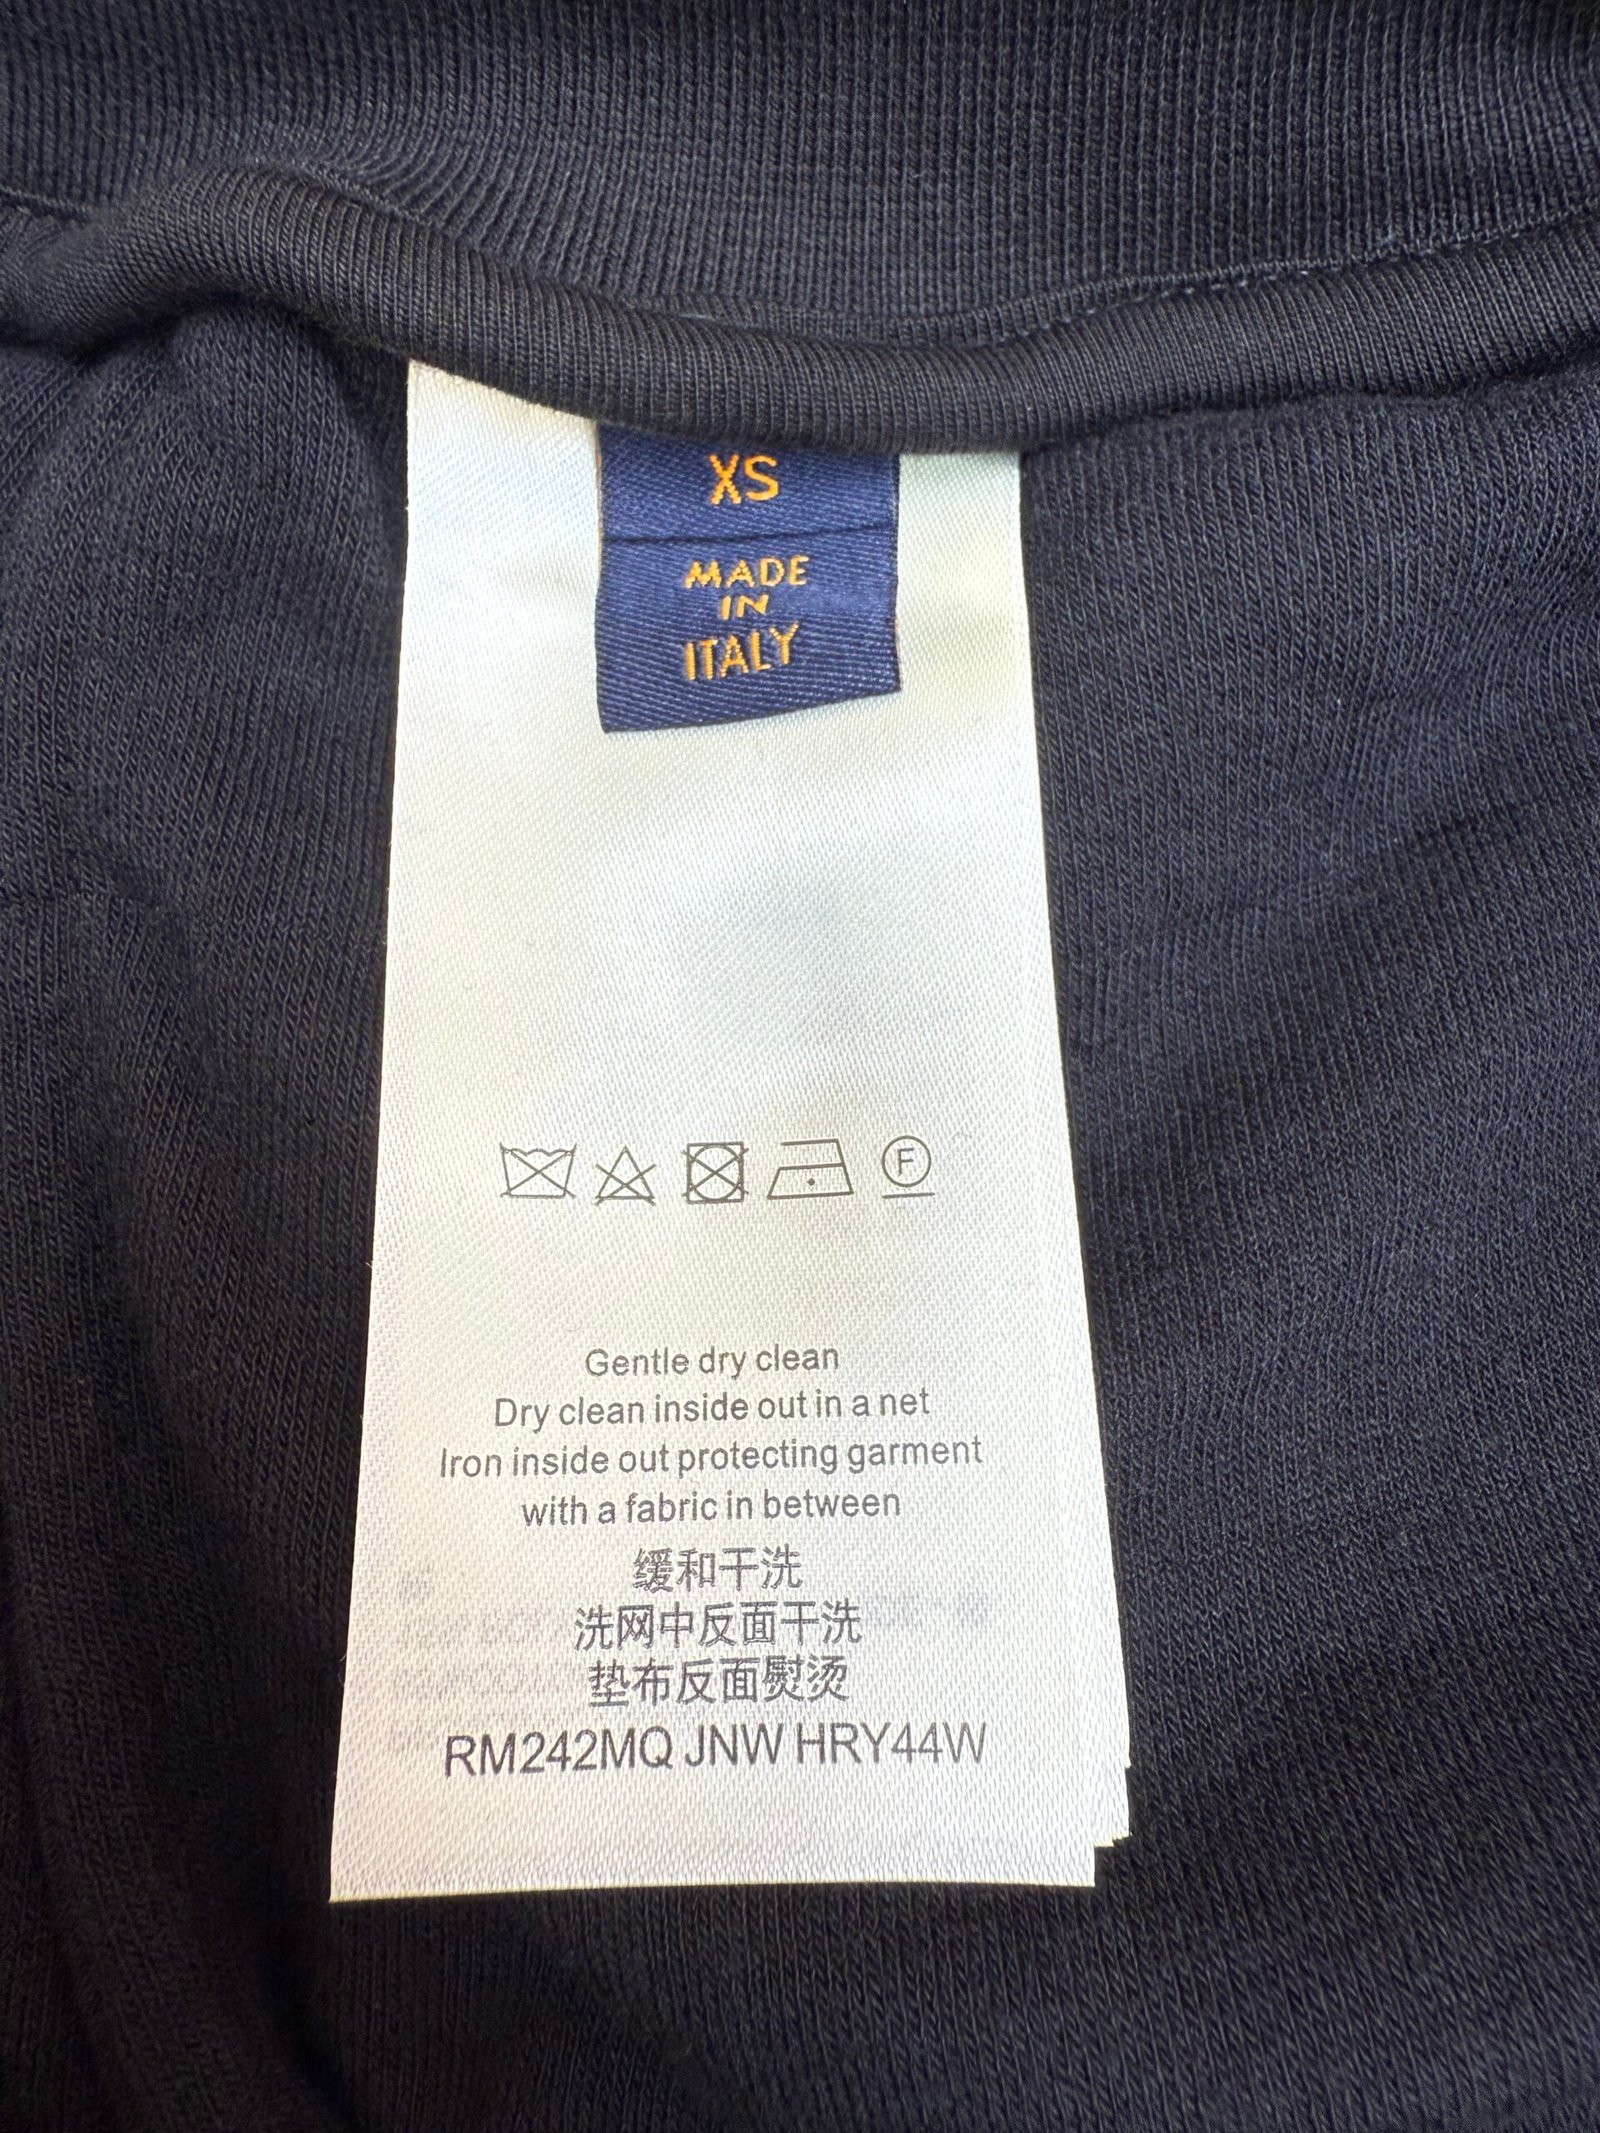 XS
MADE
IN
ITALY
F
Gentle dry clean
Dry clean inside out in a net
Iron inside out protecting garment
with a fabric in between
缓和干洗
洗网中反面干洗
垫布反面熨烫
RM242MQ JNW HRY44W